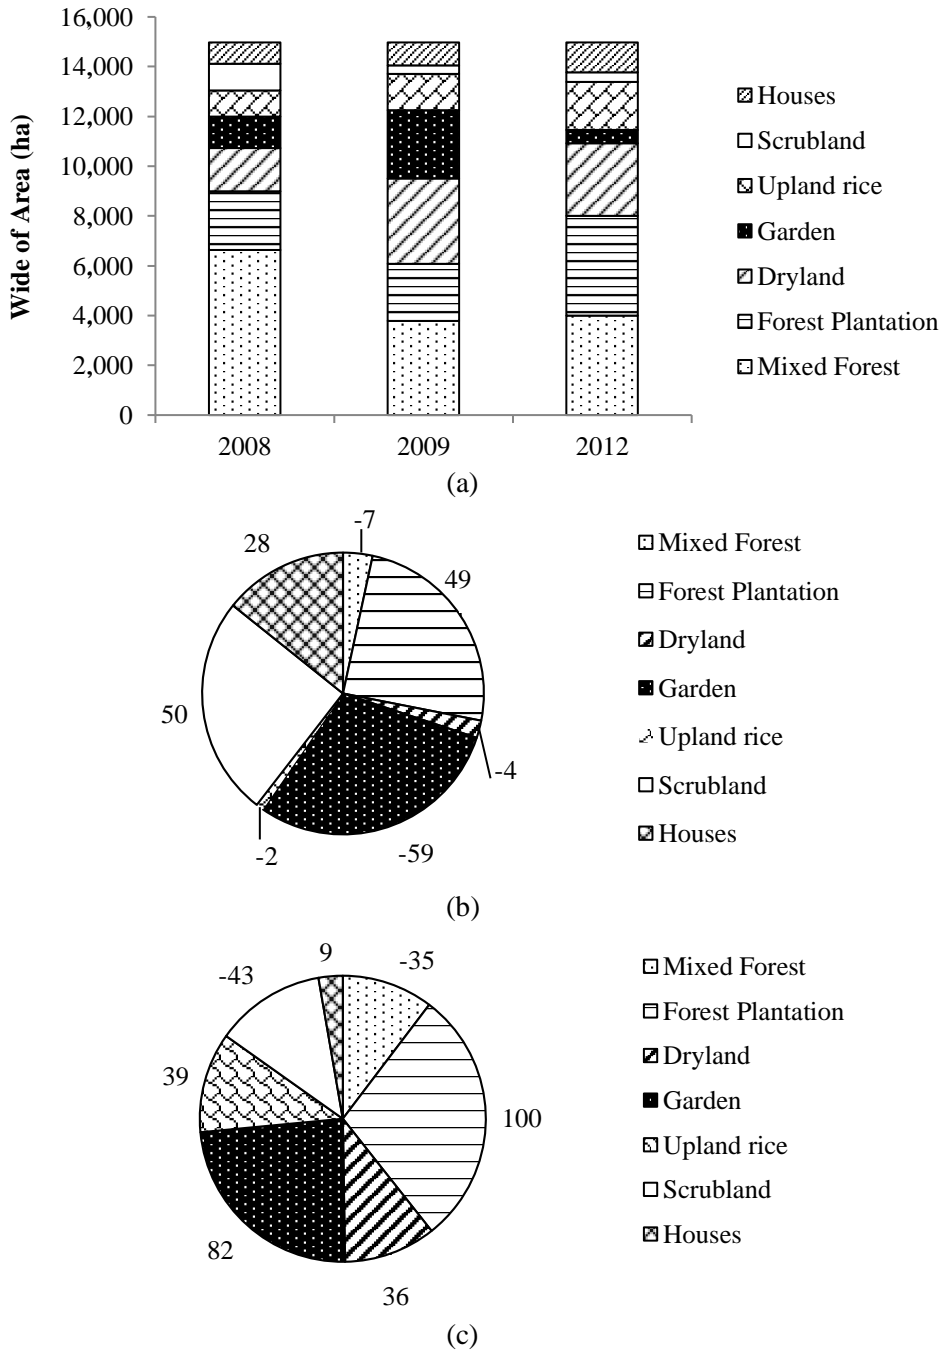 16,000
14,000
12,000
10,000
8,000
6,000
4,000
2,000
0
Wide of Area (ha)
2008 2009 2012
Houses
Scrubland
Upland rice
Garden
Dryland
Forest Plantation
Mixed Forest
(a)
-7
28
49
50
-4
-2
-59
Mixed Forest
Forest Plantation
Dryland
Garden
Upland rice
Scrubland
Houses
(b)
9
-35
-43
39
100
82
36
Mixed Forest
Forest Plantation
Dryland
Garden
Upland rice
Scrubland
Houses
(c)